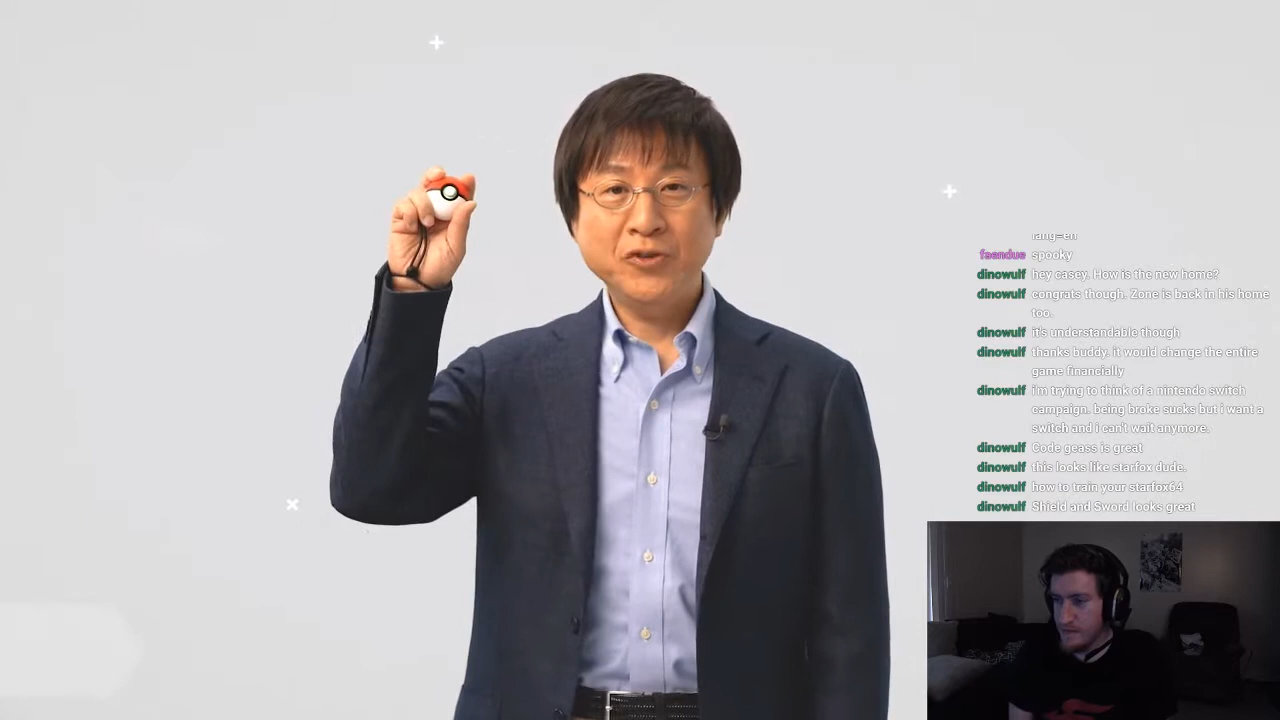 lang=en
faendue spooky
dinowulf hey casey. How is the new home?
dinowulf congrats though. Zone is back in his home
too.
dinowulf it's understandable though
dinowulf thanks buddy. it would change the entire
game financially
dinowulf i'm trying to think of a nintendo switch
campaign. being broke sucks but i want a
switch and i can't wait anymore.
dinowulf Code geass is great
dinowulf this looks like starfox dude.
dinowulf how to train your starfox64
dinowulf Shield and Sword looks great